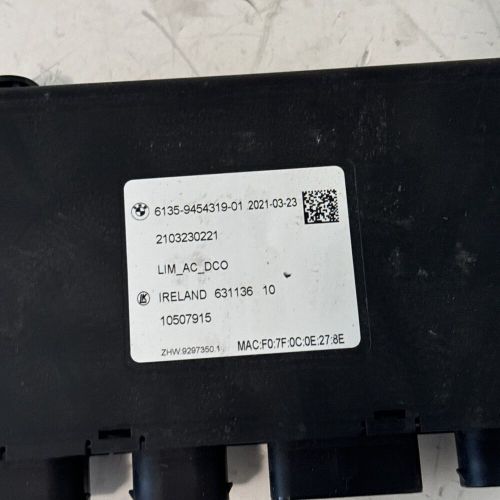 6135-9454319-01 2021-03-23
2103230221
LIM_AC_DCO
IRELAND 631136 10
10507915
ZHW:9297350.1 MAC:F0:7F:0C:0E:27:8E